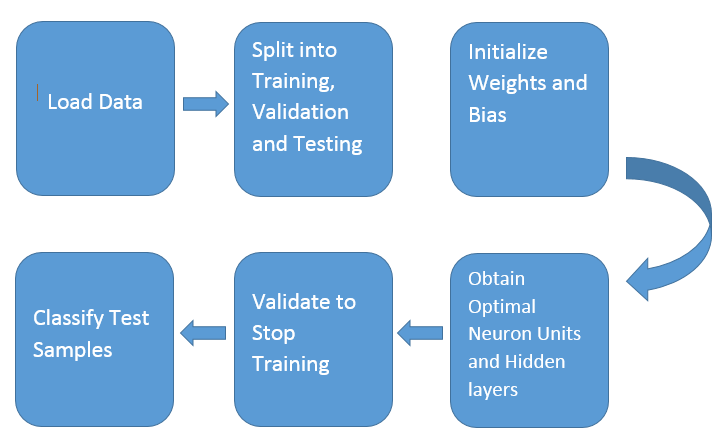 Load Data
Split into
Training,
Validation
and Testing
Initialize
Weights and
Bias
Obtain
Optimal
Neuron Units
and Hidden
layers
Validate to
Stop
Training
Classify Test
Samples